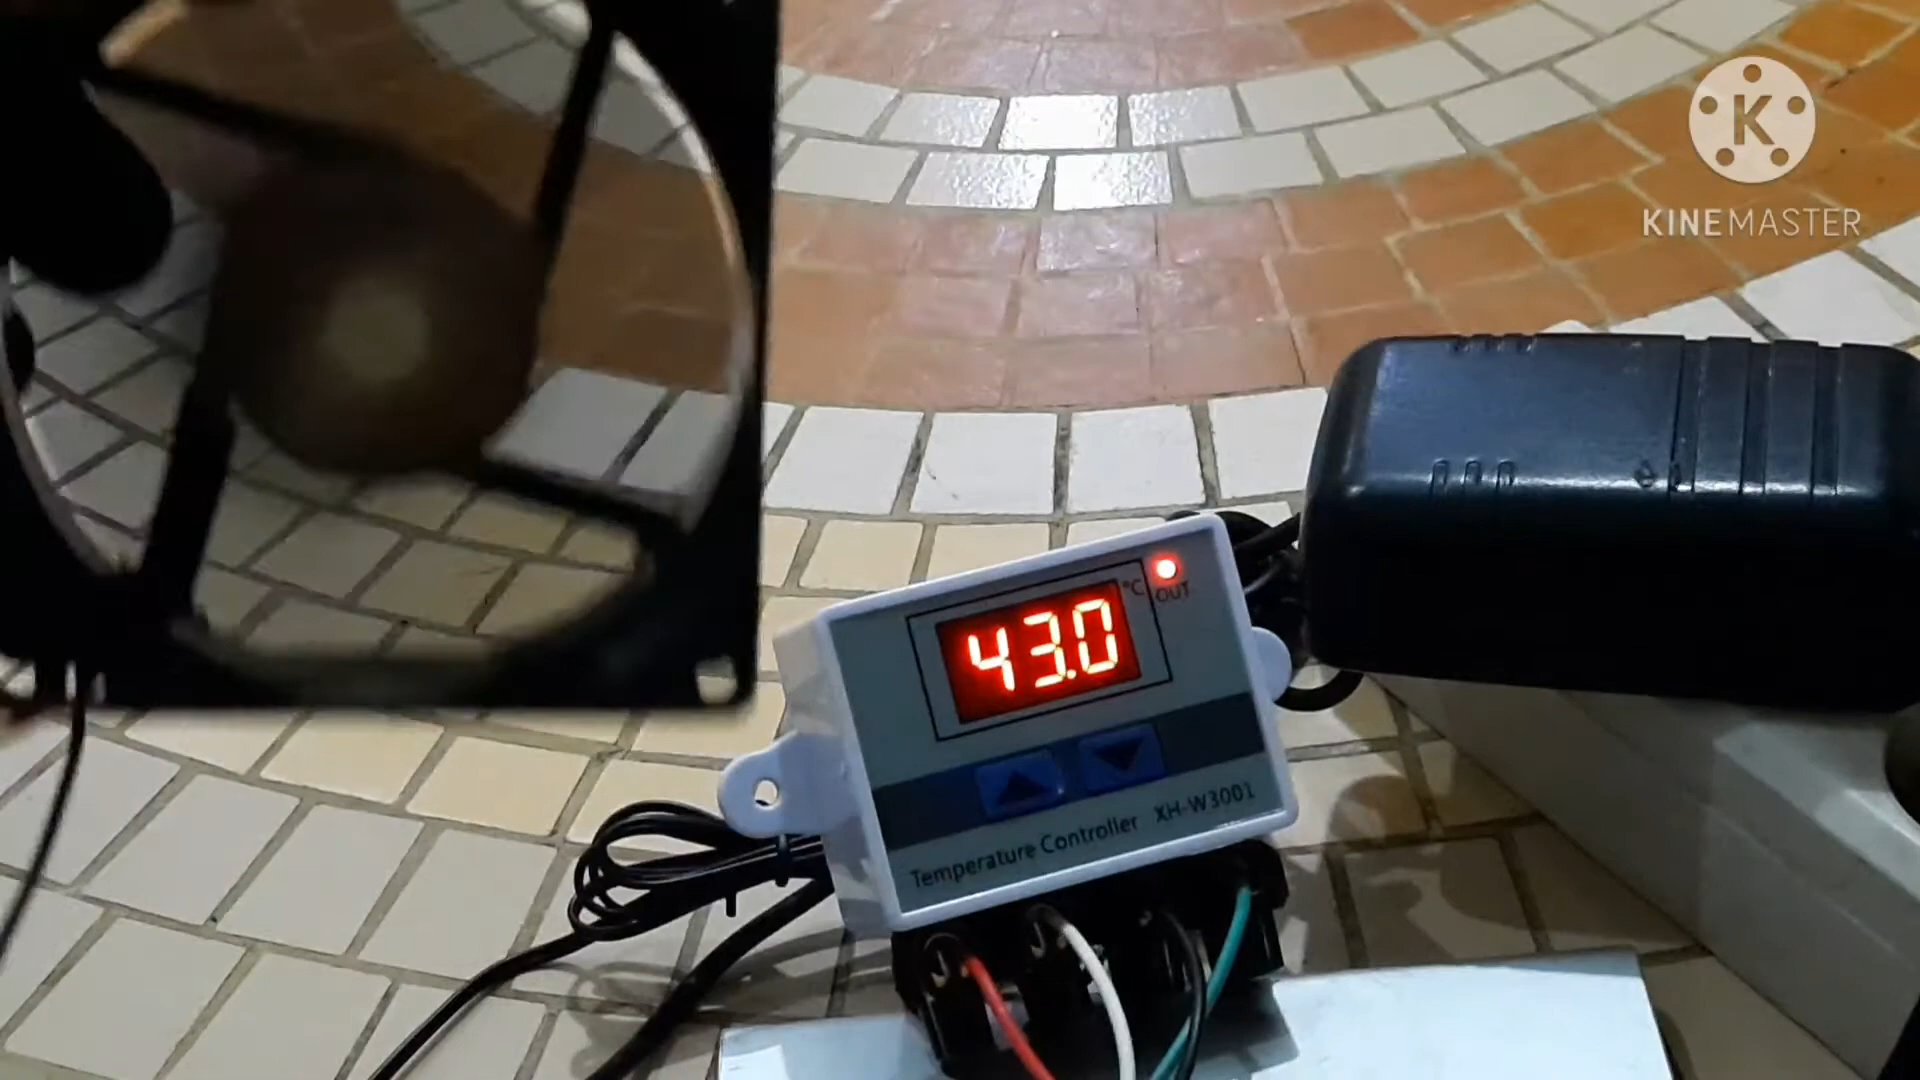 K
KINEMASTER
°C
OUT
43.0
Temperature Controller XH-W3001